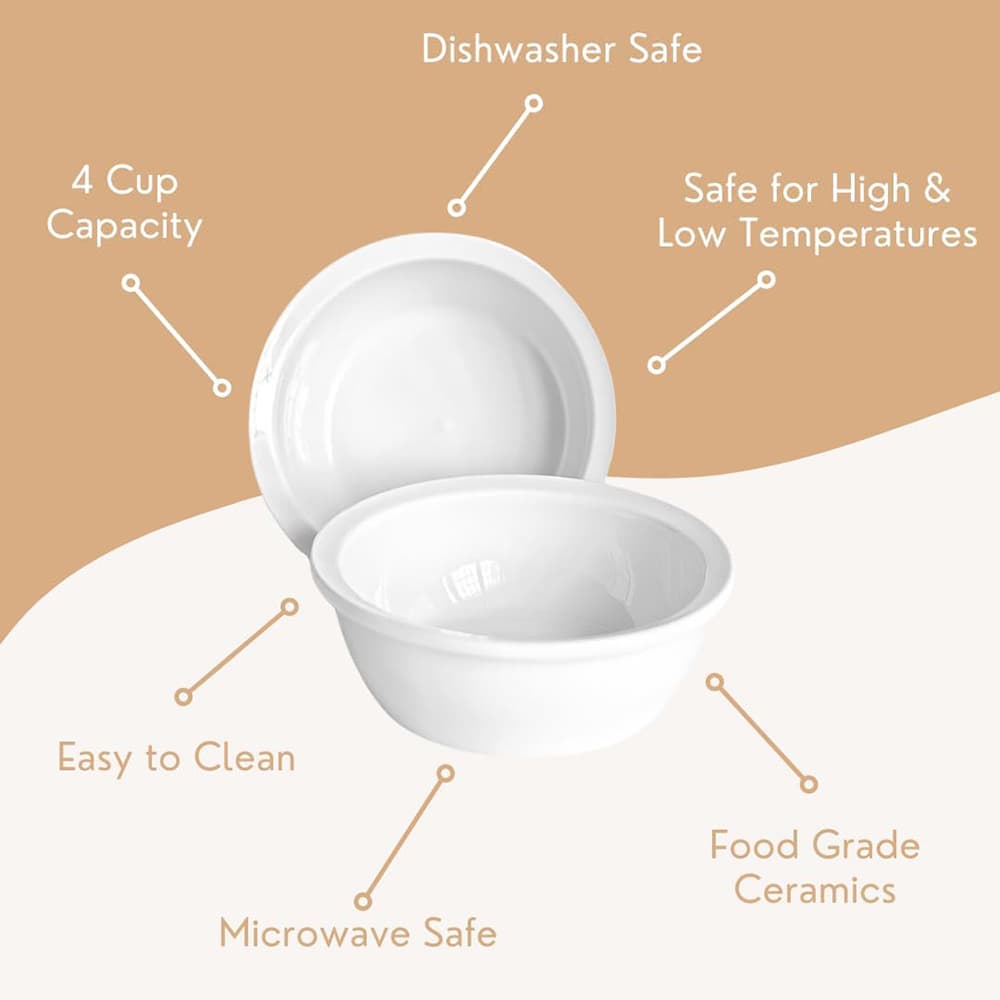 Dishwasher Safe
4 Cup
Capacity
Safe for High &
Low Temperatures
Easy to Clean
Food Grade
Ceramics
Microwave Safe